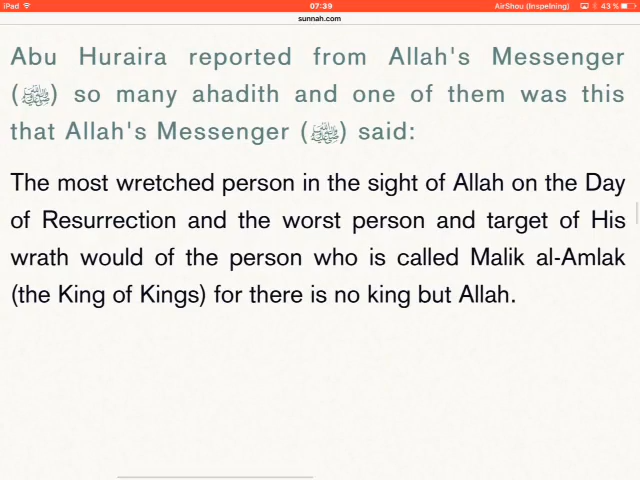 iPad 07:39 AirShou (Inspelning) 43 %
sunnah.com
Abu Huraira reported from Allah's Messenger
(ﷺ) so many ahadith and one of them was this
that Allah's Messenger (ﷺ) said:
The most wretched person in the sight of Allah on the Day
of Resurrection and the worst person and target of His
wrath would of the person who is called Malik al-Amlak
(the King of Kings) for there is no king but Allah.